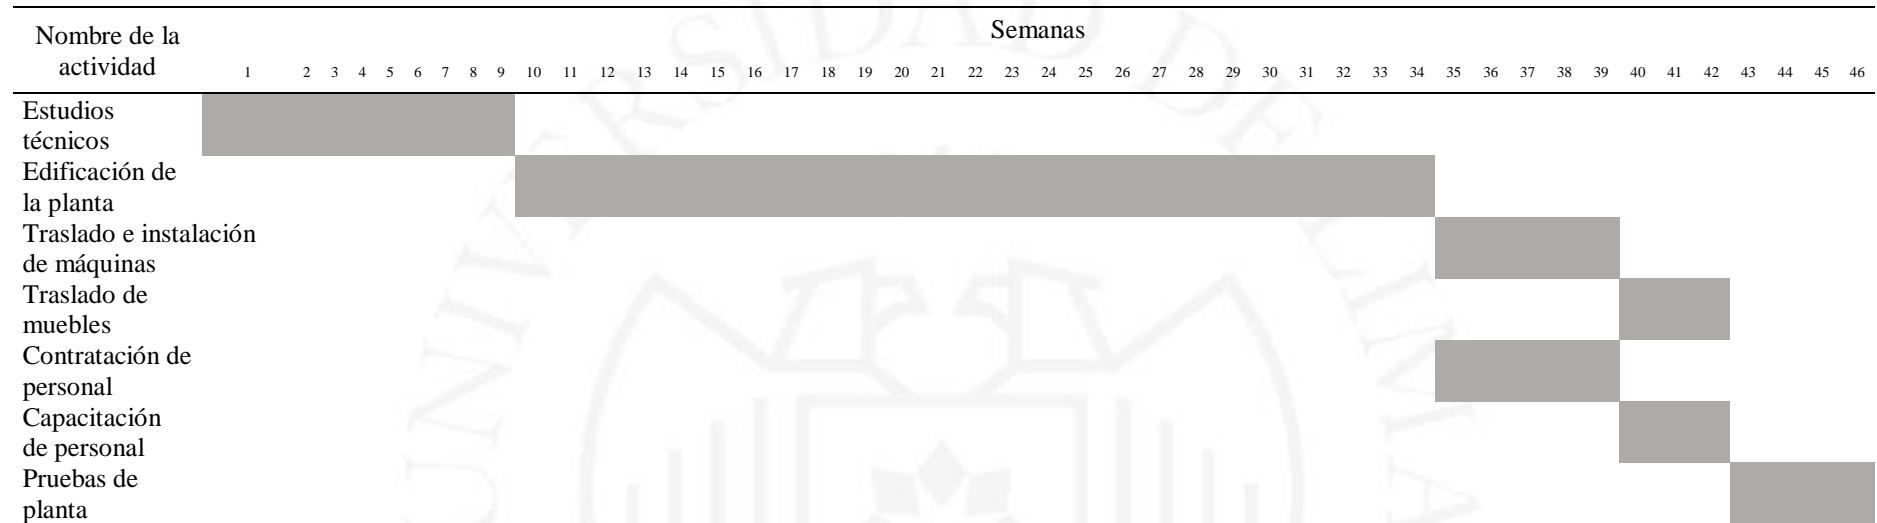 Nombre de la
actividad
Semanas
1 2 3 4 5 6 7 8 9 10 11 12 13 14 15 16 17 18 19 20 21 22 23 24 25 26 27 28 29 30 31 32 33 34 35 36 37 38 39 40 41 42 43 44 45 46
Estudios
técnicos
Edificación de
la planta
Traslado e instalación
de máquinas
Traslado de
muebles
Contratación de
personal
Capacitación
de personal
Pruebas de
planta
UNIVERSIDAD DE LIMA